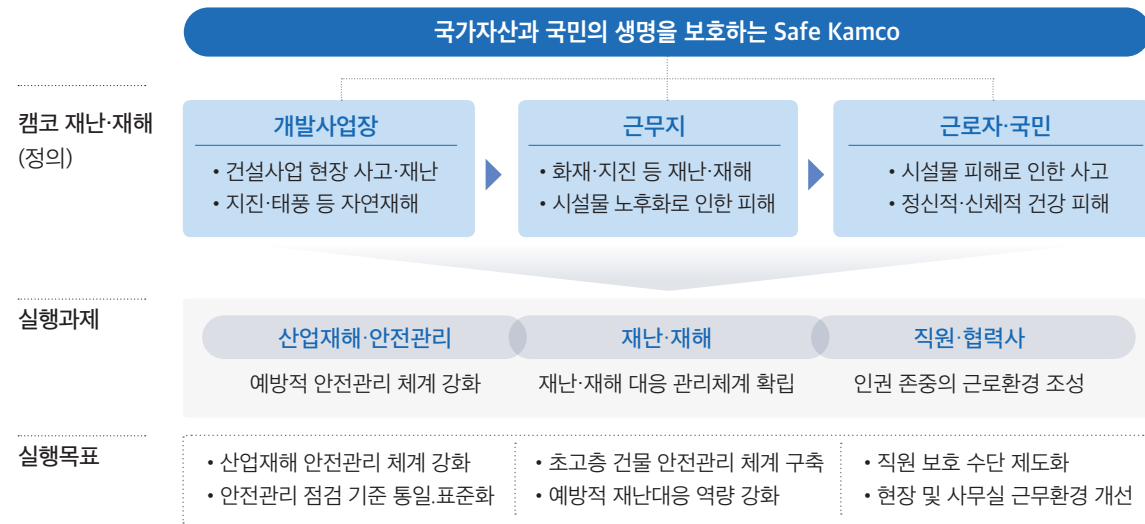 국가자산과 국민의 생명을 보호하는 Safe Kamco
캠코 재난·재해
(정의)
개발사업장
• 건설사업 현장 사고·재난
• 지진·태풍 등 자연재해
근무지
• 화재·지진 등 재난·재해
• 시설물 노후화로 인한 피해
근로자·국민
• 시설물 피해로 인한 사고
• 정신적·신체적 건강 피해
실행과제
산업재해·안전관리
예방적 안전관리 체계 강화
재난·재해
재난·재해 대응 관리체계 확립
직원·협력사
인권 존중의 근로환경 조성
실행목표
• 산업재해 안전관리 체계 강화
• 안전관리 점검 기준 통일.표준화
• 초고층 건물 안전관리 체계 구축
• 예방적 재난대응 역량 강화
• 직원 보호 수단 제도화
• 현장 및 사무실 근무환경 개선